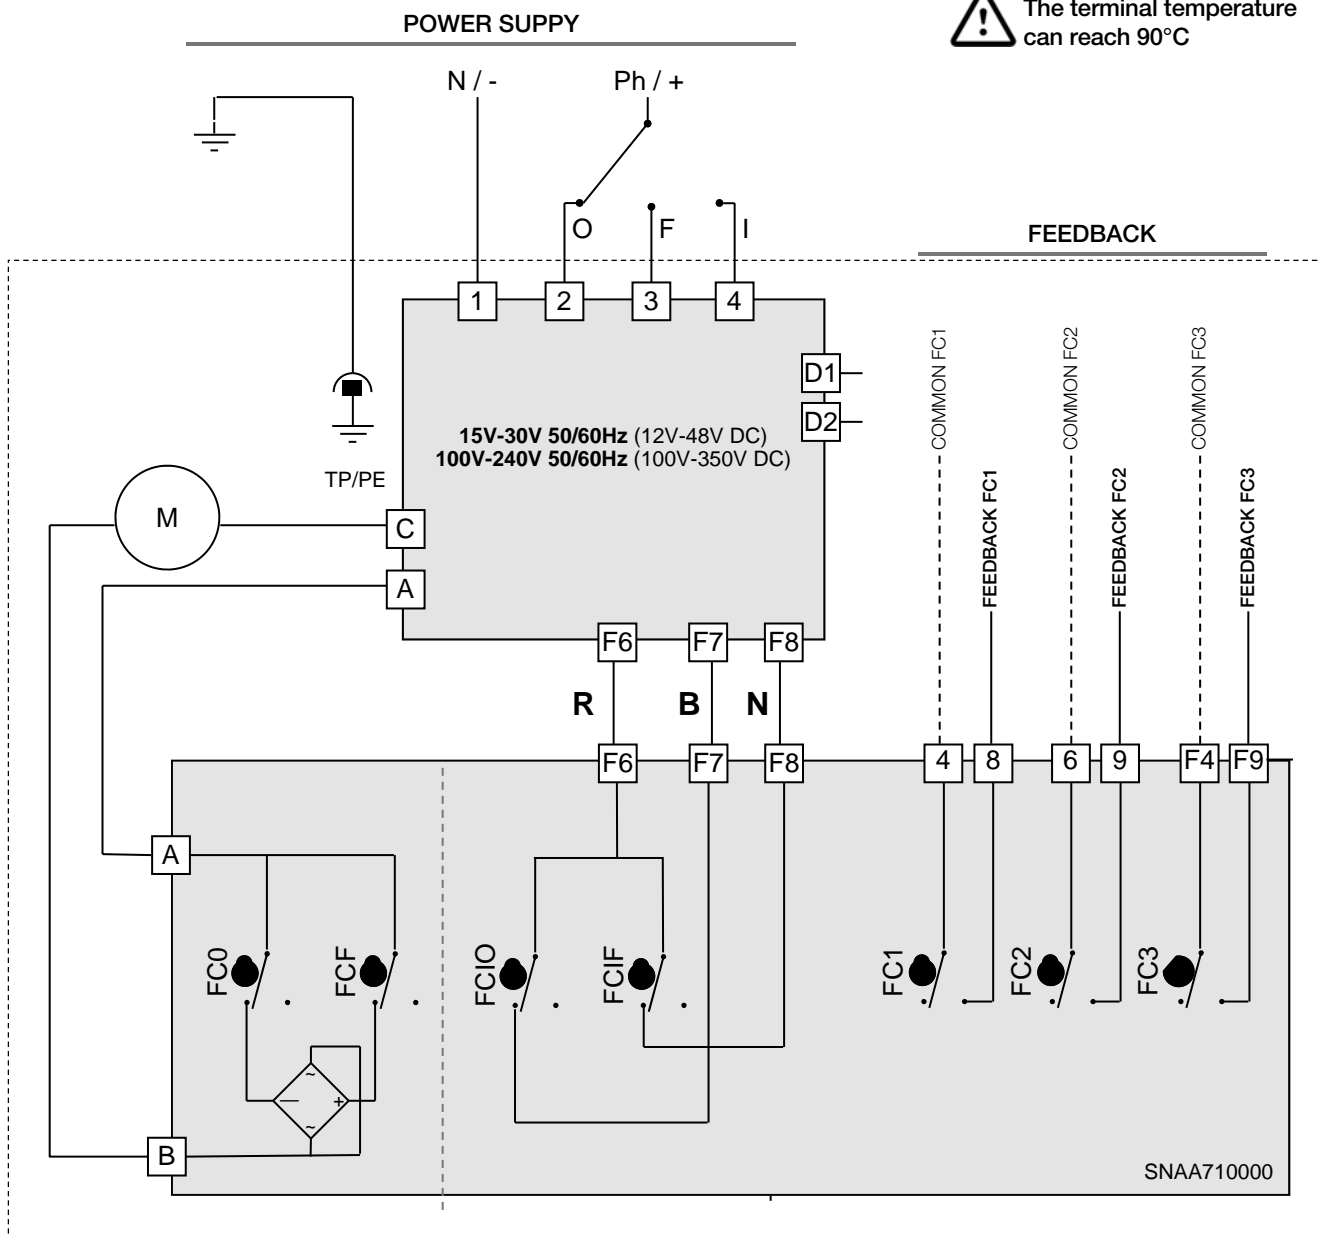 The terminal temperature
can reach 90°C
POWER SUPPY
N / -
Ph / +
O
F
I
FEEDBACK
1
2
3
4
D1
D2
15V-30V 50/60Hz (12V-48V DC)
100V-240V 50/60Hz (100V-350V DC)
TP/PE
M
C
A
COMMON FC1
FEEDBACK FC1
COMMON FC2
FEEDBACK FC2
COMMON FC3
FEEDBACK FC3
F6
F7
F8
R
B
N
F6
F7
F8
4
8
6
9
F4
F9
A
FC0
FCF
FCIO
FCIF
FC1
FC2
FC3
~
—
+
~
B
SNAA710000